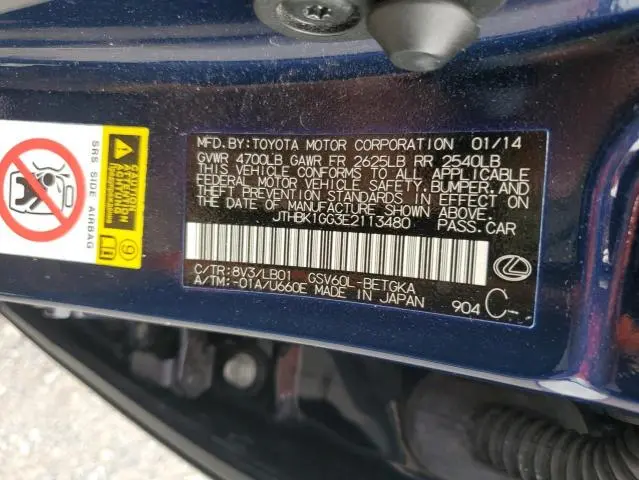 MFD. BY: TOYOTA MOTOR CORPORATION 01/14
GVWR 4700LB GAWR FR 2625LB RR 2540LB
THIS VEHICLE CONFORMS TO ALL APPLICABLE
FEDERAL MOTOR VEHICLE SAFETY, BUMPER, AND
THEFT PREVENTION STANDARDS IN EFFECT ON
THE DATE OF MANUFACTURE SHOWN ABOVE.
JTHBK1GG3E2113480 PASS.CAR
C/TR: 8V3/LB01 GSV60L-BETGKA
A/TM: -01A/U660E MADE IN JAPAN
904 C-
SRS SIDE AIRBAG
CAUTION
9